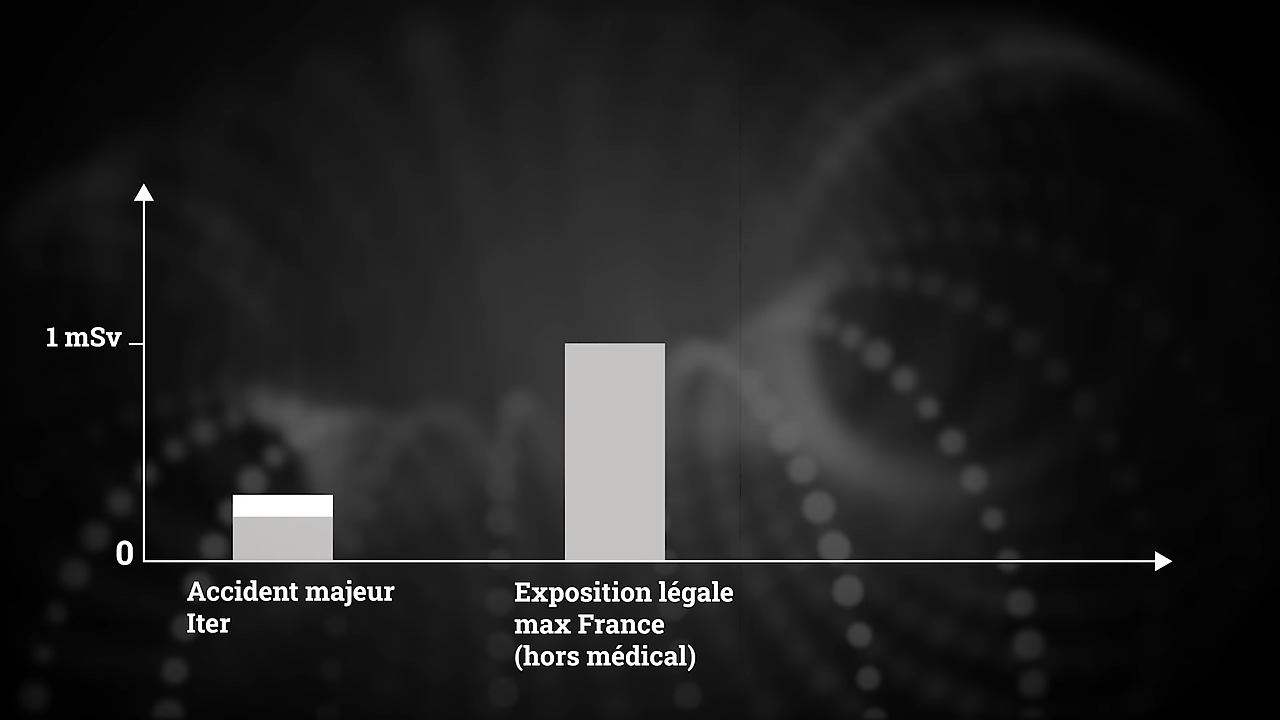 1 mSv
0
Accident majeur
Iter
Exposition légale
max France
(hors médical)